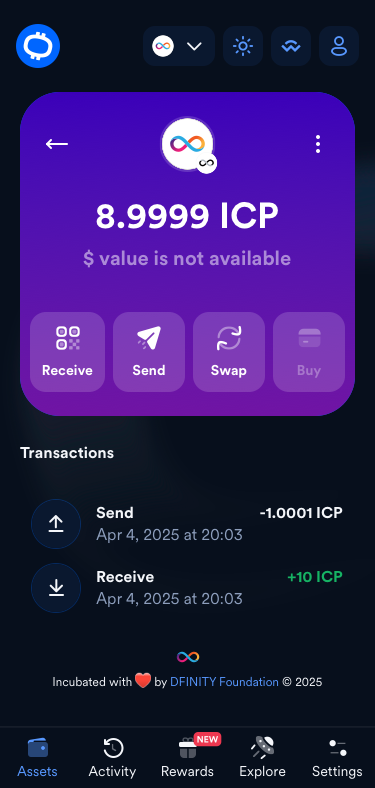 8.9999 ICP
$ value is not available
Receive
Send
Swap
Buy
Transactions
Send -1.0001 ICP
Apr 4, 2025 at 20:03
Receive +10 ICP
Apr 4, 2025 at 20:03
Incubated with ❤️ by DFINITY Foundation © 2025
NEW
Assets
Activity
Rewards
Explore
Settings